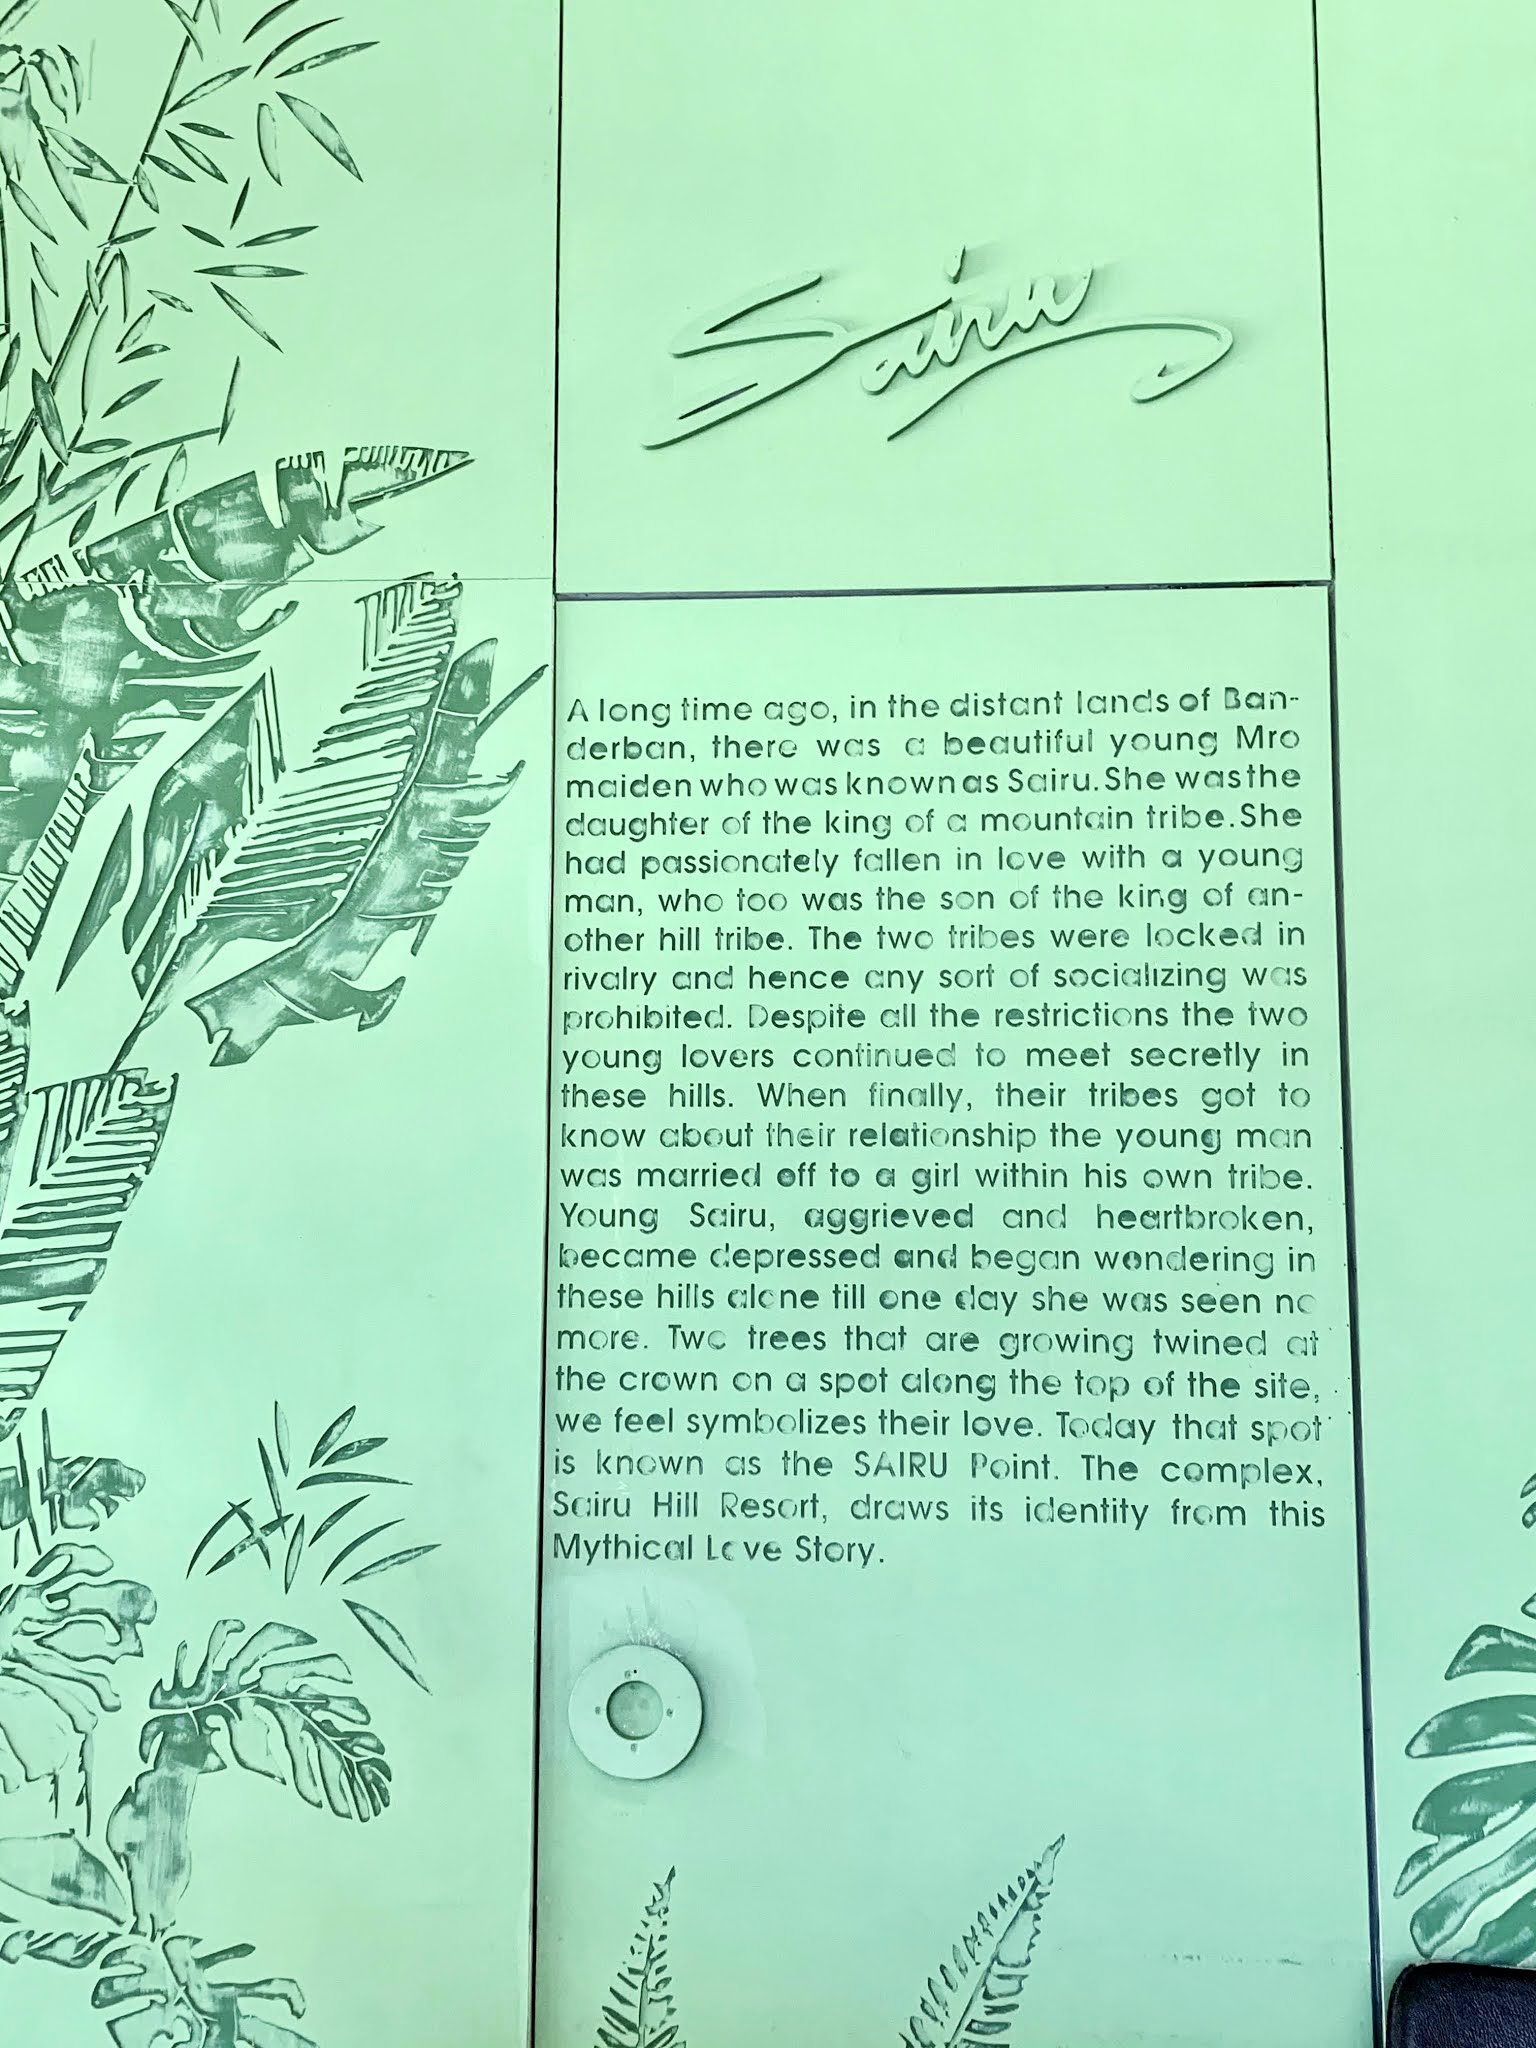 Sairu
A long time ago, in the distant lands of Ban-
derban, there was a beautiful young Mro
maiden who was known as Sairu. She was the
daughter of the king of a mountain tribe. She
had passionately fallen in love with a young
man, who too was the son of the king of an-
other hill tribe. The two tribes were locked in
rivalry and hence any sort of socializing was
prohibited. Despite all the restrictions the two
young lovers continued to meet secretly in
these hills. When finally, their tribes got to
know about their relationship the young man
was married off to a girl within his own tribe.
Young Sairu, aggrieved and heartbroken,
became depressed and began wondering in
these hills alone till one day she was seen no
more. Two trees that are growing twined at
the crown on a spot along the top of the site,
we feel symbolizes their love. Today that spot
is known as the SAIRU Point. The complex,
Sairu Hill Resort, draws its identity from this
Mythical Love Story.